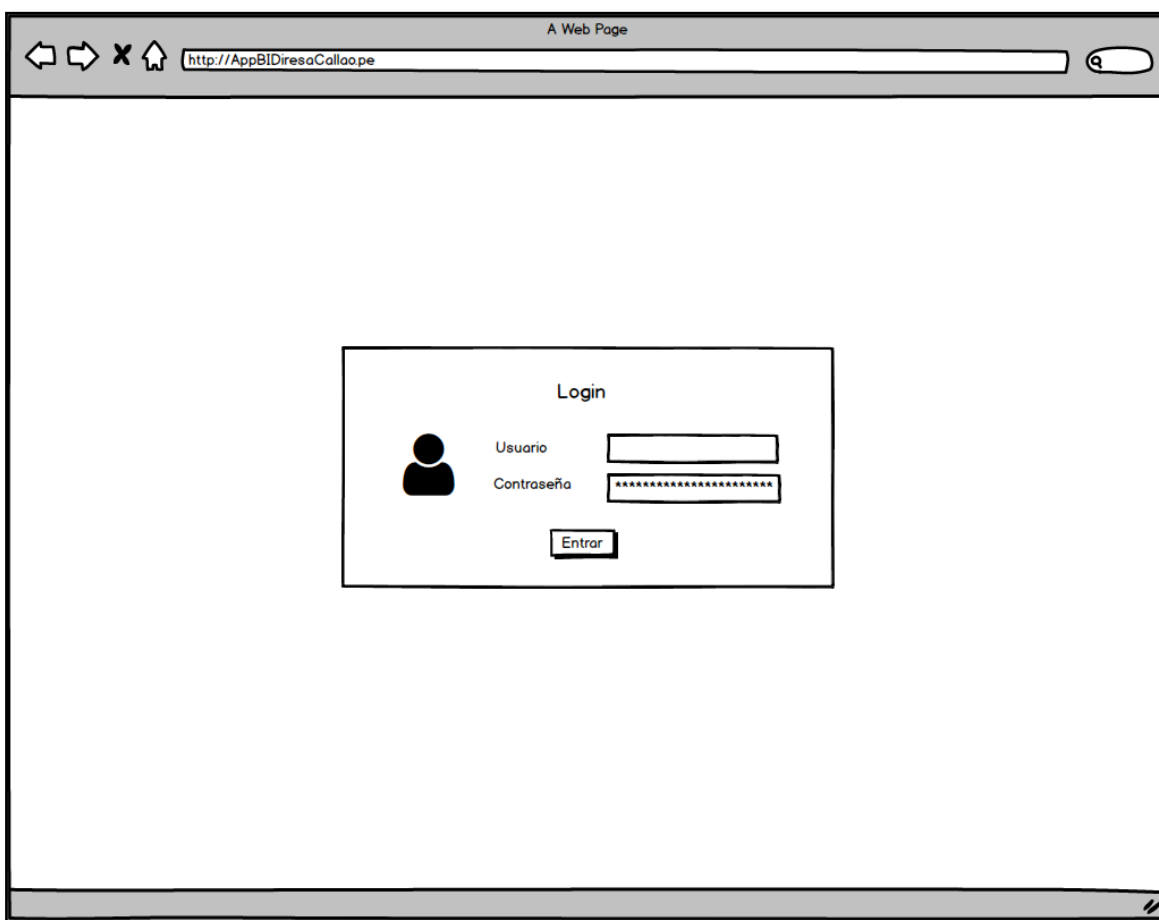 A Web Page
http://AppBIDiresaCallao.pe
Login
Usuario
Contraseña ************************
Entrar